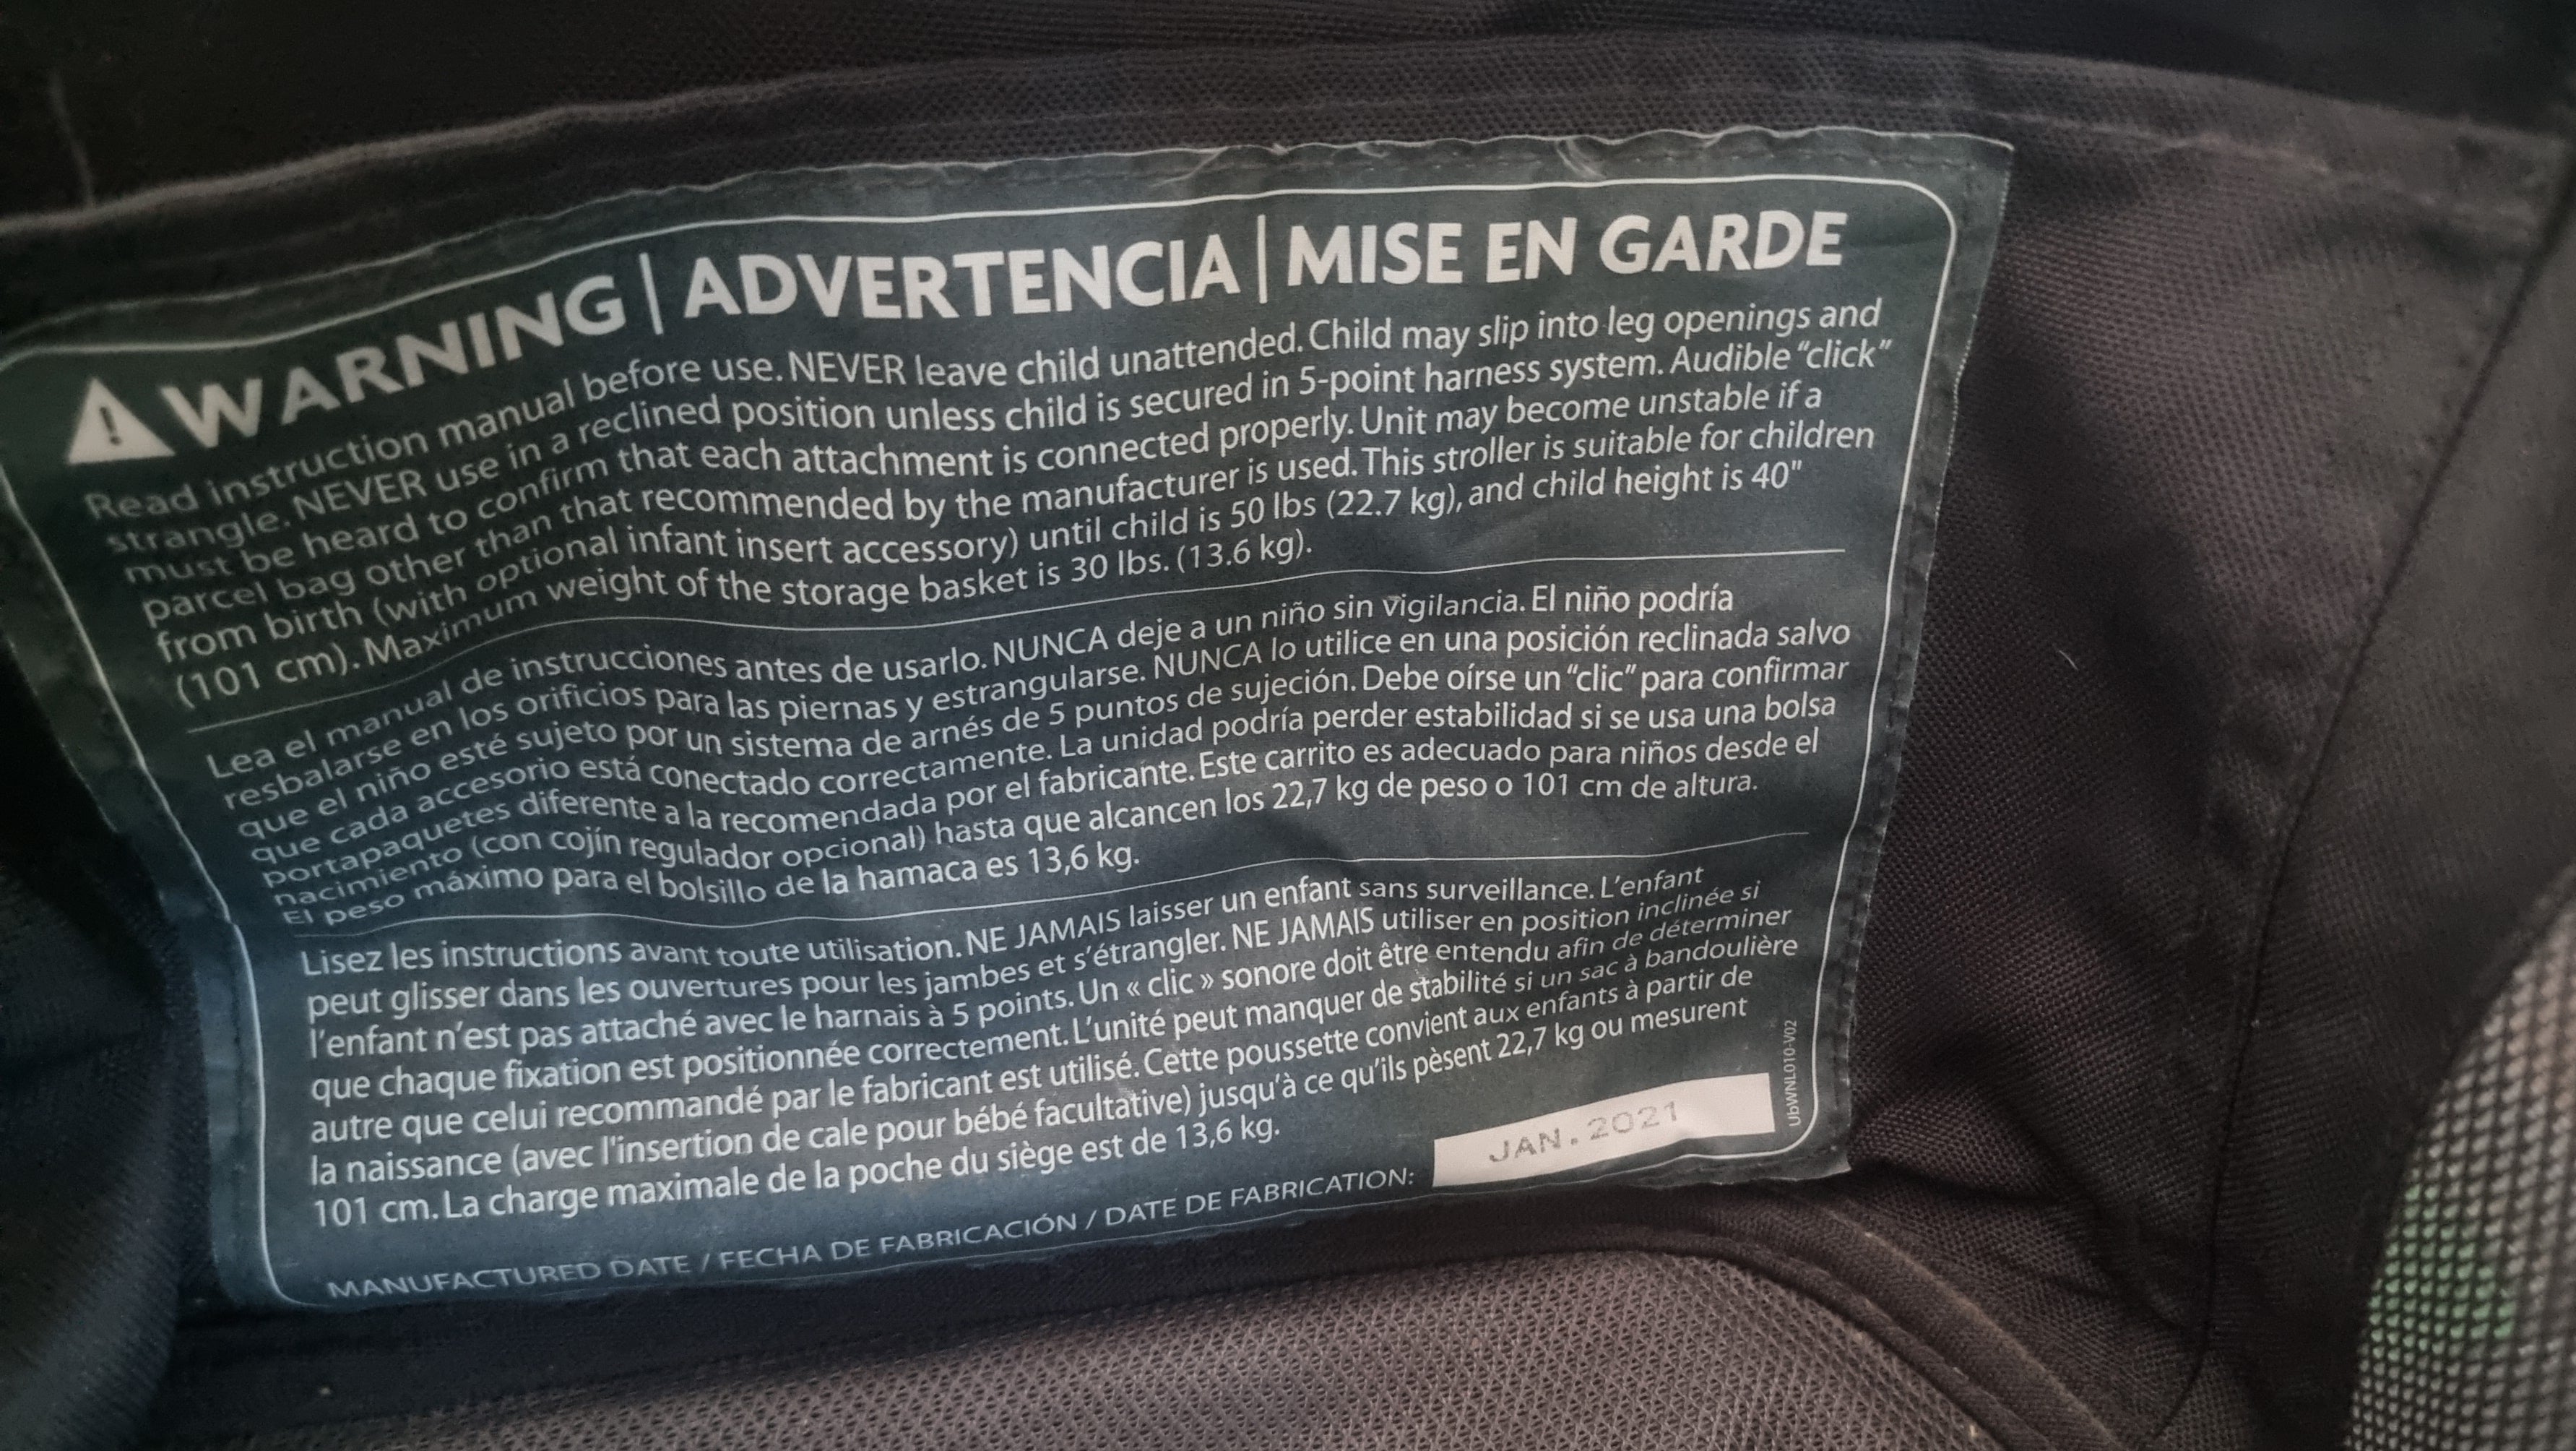 WARNING | ADVERTENCIA | MISE EN GARDE
Read instruction manual before use. NEVER leave child unattended. Child may slip into leg openings and
strangle. NEVER use in a reclined position unless child is secured in 5-point harness system. Audible “click”
must be heard to confirm that each attachment is connected properly. Unit may become unstable if a
parcel bag other than that recommended by the manufacturer is used. This stroller is suitable for children
from birth (with optional infant insert accessory) until child is 50 lbs (22.7 kg), and child height is 40"
(101 cm). Maximum weight of the storage basket is 30 lbs. (13.6 kg).
Lea el manual de instrucciones antes de usarlo. NUNCA deje a un niño sin vigilancia. El niño podría
resbalarse en los orificios para las piernas y estrangularse. NUNCA lo utilice en una posición reclinada salvo
que el niño esté sujeto por un sistema de arnés de 5 puntos de sujeción. Debe oírse un “clic” para confirmar
que cada accesorio está conectado correctamente. La unidad podría perder estabilidad si se usa una bolsa
portapaquetes diferente a la recomendada por el fabricante. Este carrito es adecuado para niños desde el
nacimiento (con cojín regulador opcional) hasta que alcancen los 22,7 kg de peso o 101 cm de altura.
El peso máximo para el bolsillo de la hamaca es 13,6 kg.
Lisez les instructions avant toute utilisation. NE JAMAIS laisser un enfant sans surveillance. L’enfant
peut glisser dans les ouvertures pour les jambes et s’étrangler. NE JAMAIS utiliser en position inclinée si
l’enfant n’est pas attaché avec le harnais à 5 points. Un « clic » sonore doit être entendu afin de déterminer
que chaque fixation est positionnée correctement. L’unité peut manquer de stabilité si un sac à bandoulière
autre que celui recommandé par le fabricant est utilisé. Cette poussette convient aux enfants à partir de
la naissance (avec l'insertion de cale pour bébé facultative) jusqu’à ce qu’ils pèsent 22,7 kg ou mesurent
101 cm. La charge maximale de la poche du siège est de 13,6 kg.
MANUFACTURED DATE / FECHA DE FABRICACIÓN / DATE DE FABRICATION: JAN. 2021
UbWNL010-V02